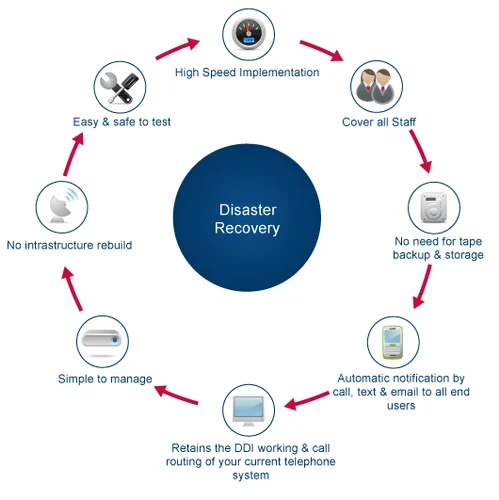 High Speed Implementation
Cover all Staff
No need for tape
backup & storage
Automatic notification by
call, text & email to all end
users
Retains the DDI working & call
routing of your current telephone
system
Simple to manage
No intrastructure rebuild
Easy & safe to test
Disaster
Recovery